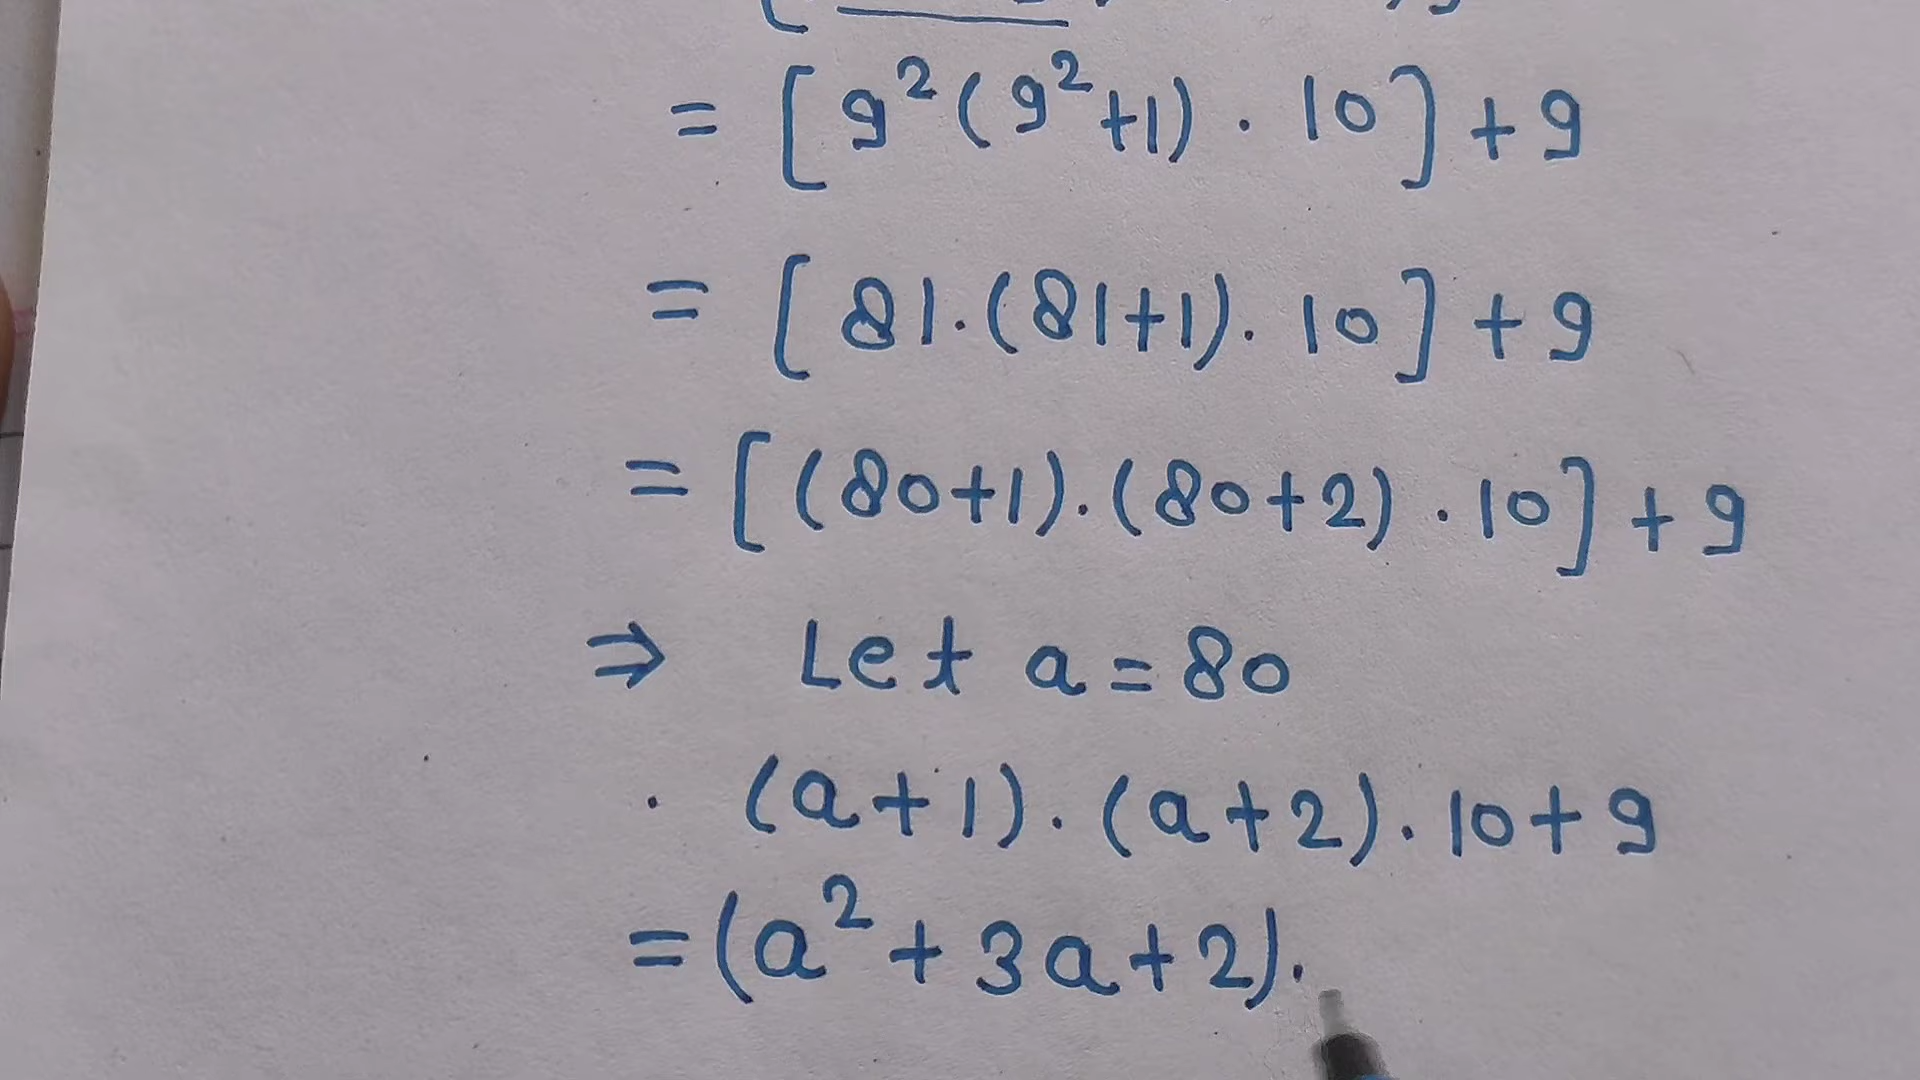 = [9²(9²+1) · 10] + 9
= [81·(81+1)· 10] + 9
= [(80+1)·(80+2) · 10] + 9
⇒ Let a = 80
· (a+1)·(a+2)· 10+9
= (a² + 3a + 2)·